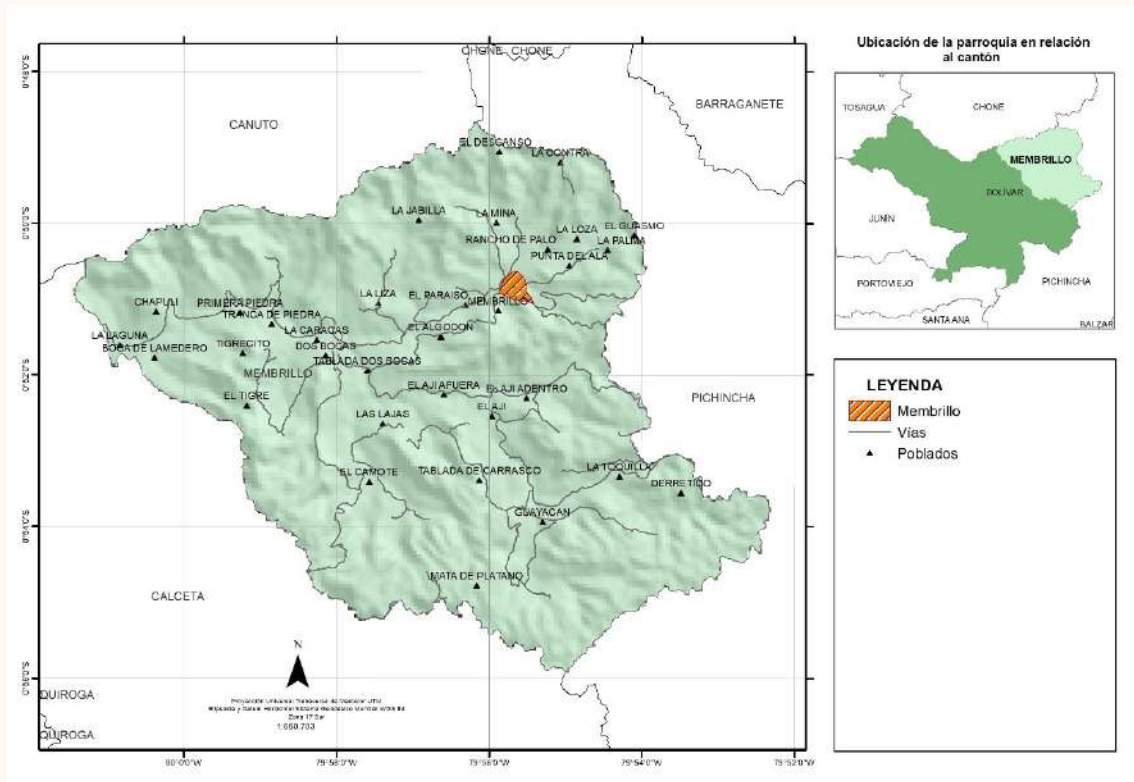 CHONE CHONE
BARRAGANETE
CANUTO
EL DESCANSO
LA CONTRA
LA JABILLA
LA MINA
LA LOZA
EL GUASMO
RANCHO DE PALO
LA PALMA
PUNTA DEL ALA
CHAPULI
PRIMERA PIEDRA
LA LIZA
EL PARAISO
MEMBRILLO
TRANCA DE PIEDRA
LA CARACAS
EL ALGODON
LA LAGUNA
BOCA DE LAMEDERO
TIGRECITO
DOS BOCAS
TABLADA DOS BOCAS
MEMBRILLO
EL TIGRE
EL AJI AFUERA
EL AJI ADENTRO
PICHINCHA
LAS LAJAS
EL AJI
EL CAMOTE
TABLADA DE CARRASCO
LA TOQUILLA
DERRETIDO
GUAYACAN
MATA DE PLATANO
CALCETA
N
QUIROGA
QUIROGA
Zona 17 Sur
80°0'0"W
79°58'0"W
79°56'0"W
79°54'0"W
79°52'0"W
Ubicación de la parroquia en relación
al cantón
TOSAGUA
CHONE
MEMBRILLO
BOLÍVAR
JUNÍN
PORTOVIEJO
PICHINCHA
SANTA ANA
BALZAR
LEYENDA
Membrillo
Vías
Poblados